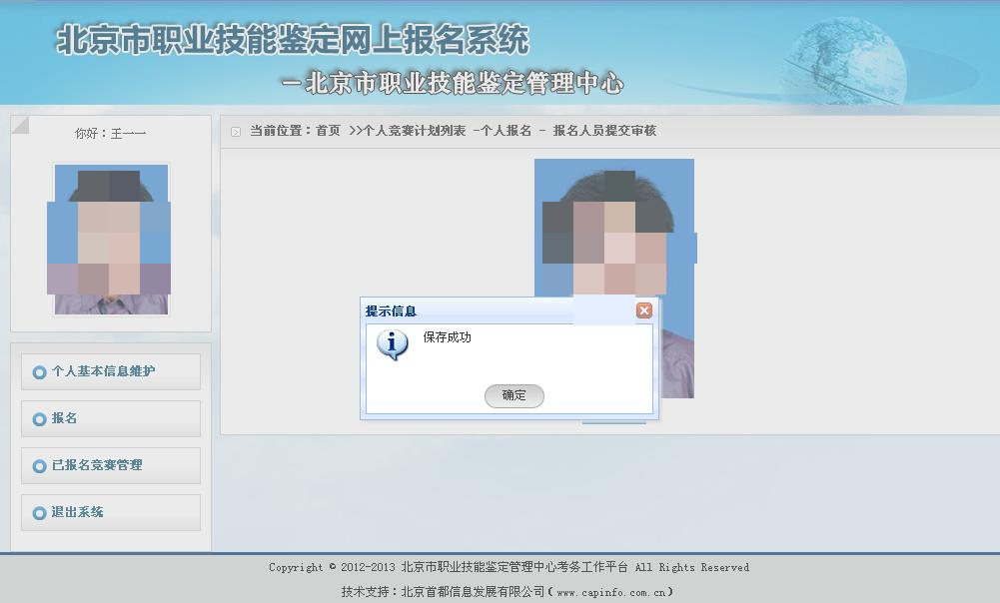 北京市职业技能鉴定网上报名系统
—北京市职业技能鉴定管理中心
你好：王一一
当前位置：首页 >>个人竞赛计划列表 -个人报名 - 报名人员提交审核
提示信息
保存成功
确定
个人基本信息维护
报名
已报名竞赛管理
退出系统
Copyright © 2012-2013 北京市职业技能鉴定管理中心考务工作平台 All Rights Reserved
技术支持：北京首都信息发展有限公司（www.capinfo.com.cn）